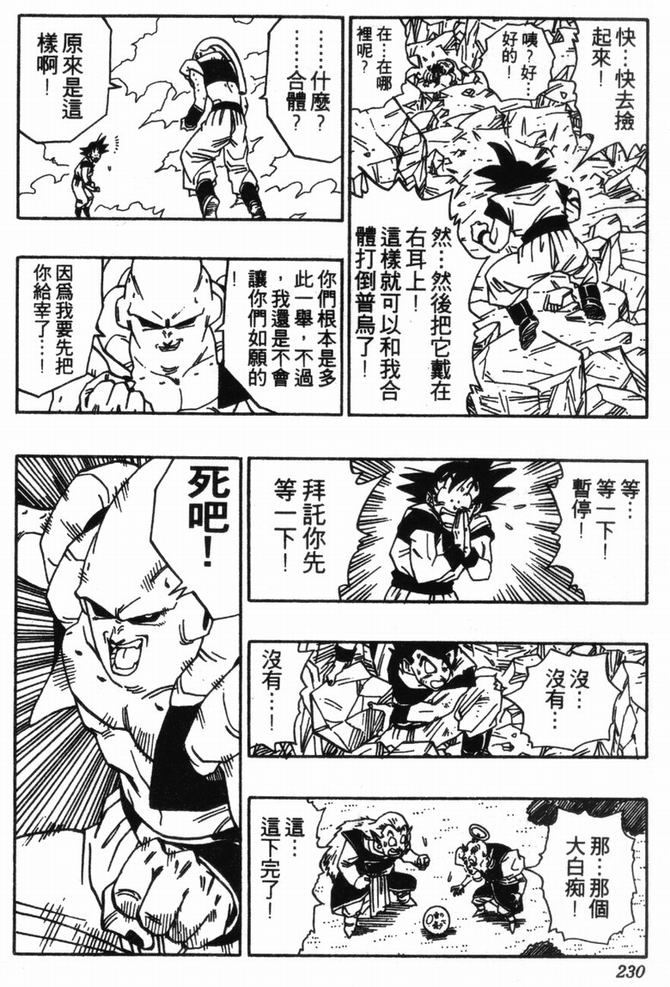 快…快去撿
起來！
咦？好…
好的！
在…在哪
裡呢？
然…然後把它戴在
右耳上！
這樣就可以和我合
體打倒普烏了！
………什麼？
………合體？
原來是這
樣啊！
你們根本是多
此一舉，不過
，我還是不會
讓你們如願的
！
因為我要先把
你給宰了…！
等…
等一下！
暫停！
拜託你先
等一下！
沒…
沒有…！
沒有…！
那…那個
大白痴！
這…
這下完了！
死吧！
230